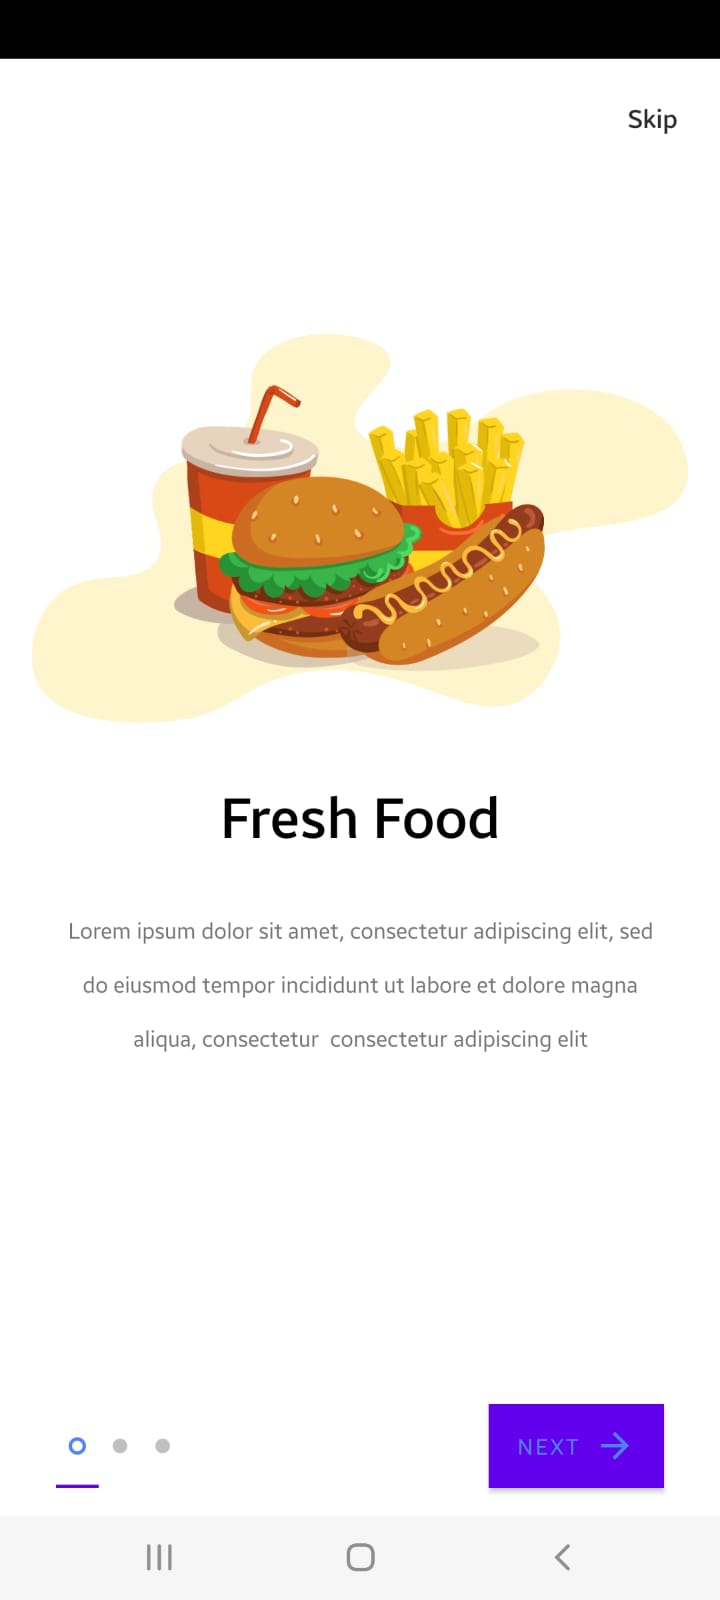 Skip
Fresh Food
Lorem ipsum dolor sit amet, consectetur adipiscing elit, sed
do eiusmod tempor incididunt ut labore et dolore magna
aliqua, consectetur  consectetur adipiscing elit
NEXT